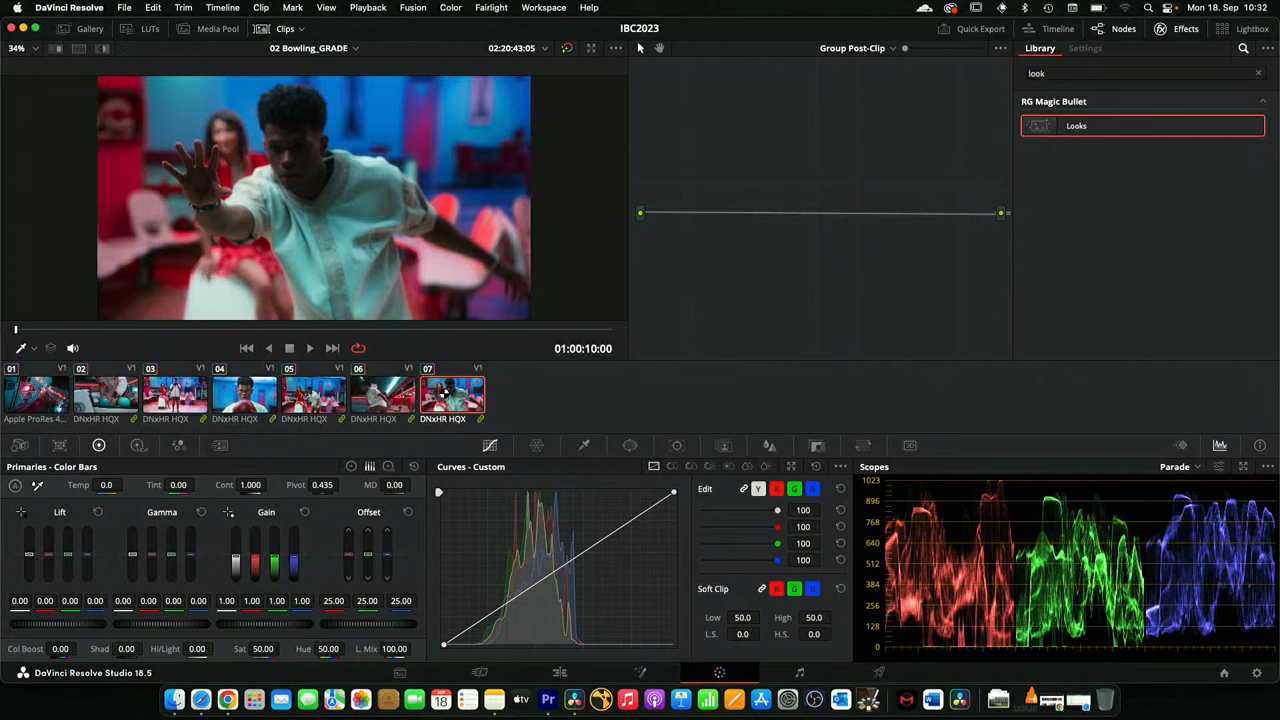 DaVinci Resolve File Edit Trim Timeline Clip Mark View Playback Fusion Color Fairlight Workspace Help Mon 18. Sep 10:32
Gallery LUTs Media Pool Clips IBC2023 Quick Export Timeline Nodes Effects Lightbox
34% 02 Bowling_GRADE 02:20:43:05 Group Post-Clip Library Settings
look
RG Magic Bullet
Looks
01:00:10:00
01 V1 02 V1 03 V1 04 V1 05 V1 06 V1 07 V1
Apple ProRes 4... DNxHR HQX DNxHR HQX DNxHR HQX DNxHR HQX DNxHR HQX DNxHR HQX
Primaries - Color Bars Curves - Custom Scopes Parade
Temp 0.0 Tint 0.00 Cont 1.000 Pivot 0.435 MD 0.00
Lift Gamma Gain Offset
0.00 0.00 0.00 0.00 0.00 0.00 0.00 0.00 1.00 1.00 1.00 1.00 25.00 25.00 25.00
Col Boost 0.00 Shad 0.00 Hi/Light 0.00 Sat 50.00 Hue 50.00 L. Mix 100.00
Edit Y R G B
100
100
100
100
Soft Clip R G B
Low 50.0 High 50.0
L.S. 0.0 H.S. 0.0
1023
896
768
640
512
384
256
128
0
DaVinci Resolve Studio 18.5
SEP
18
Pr